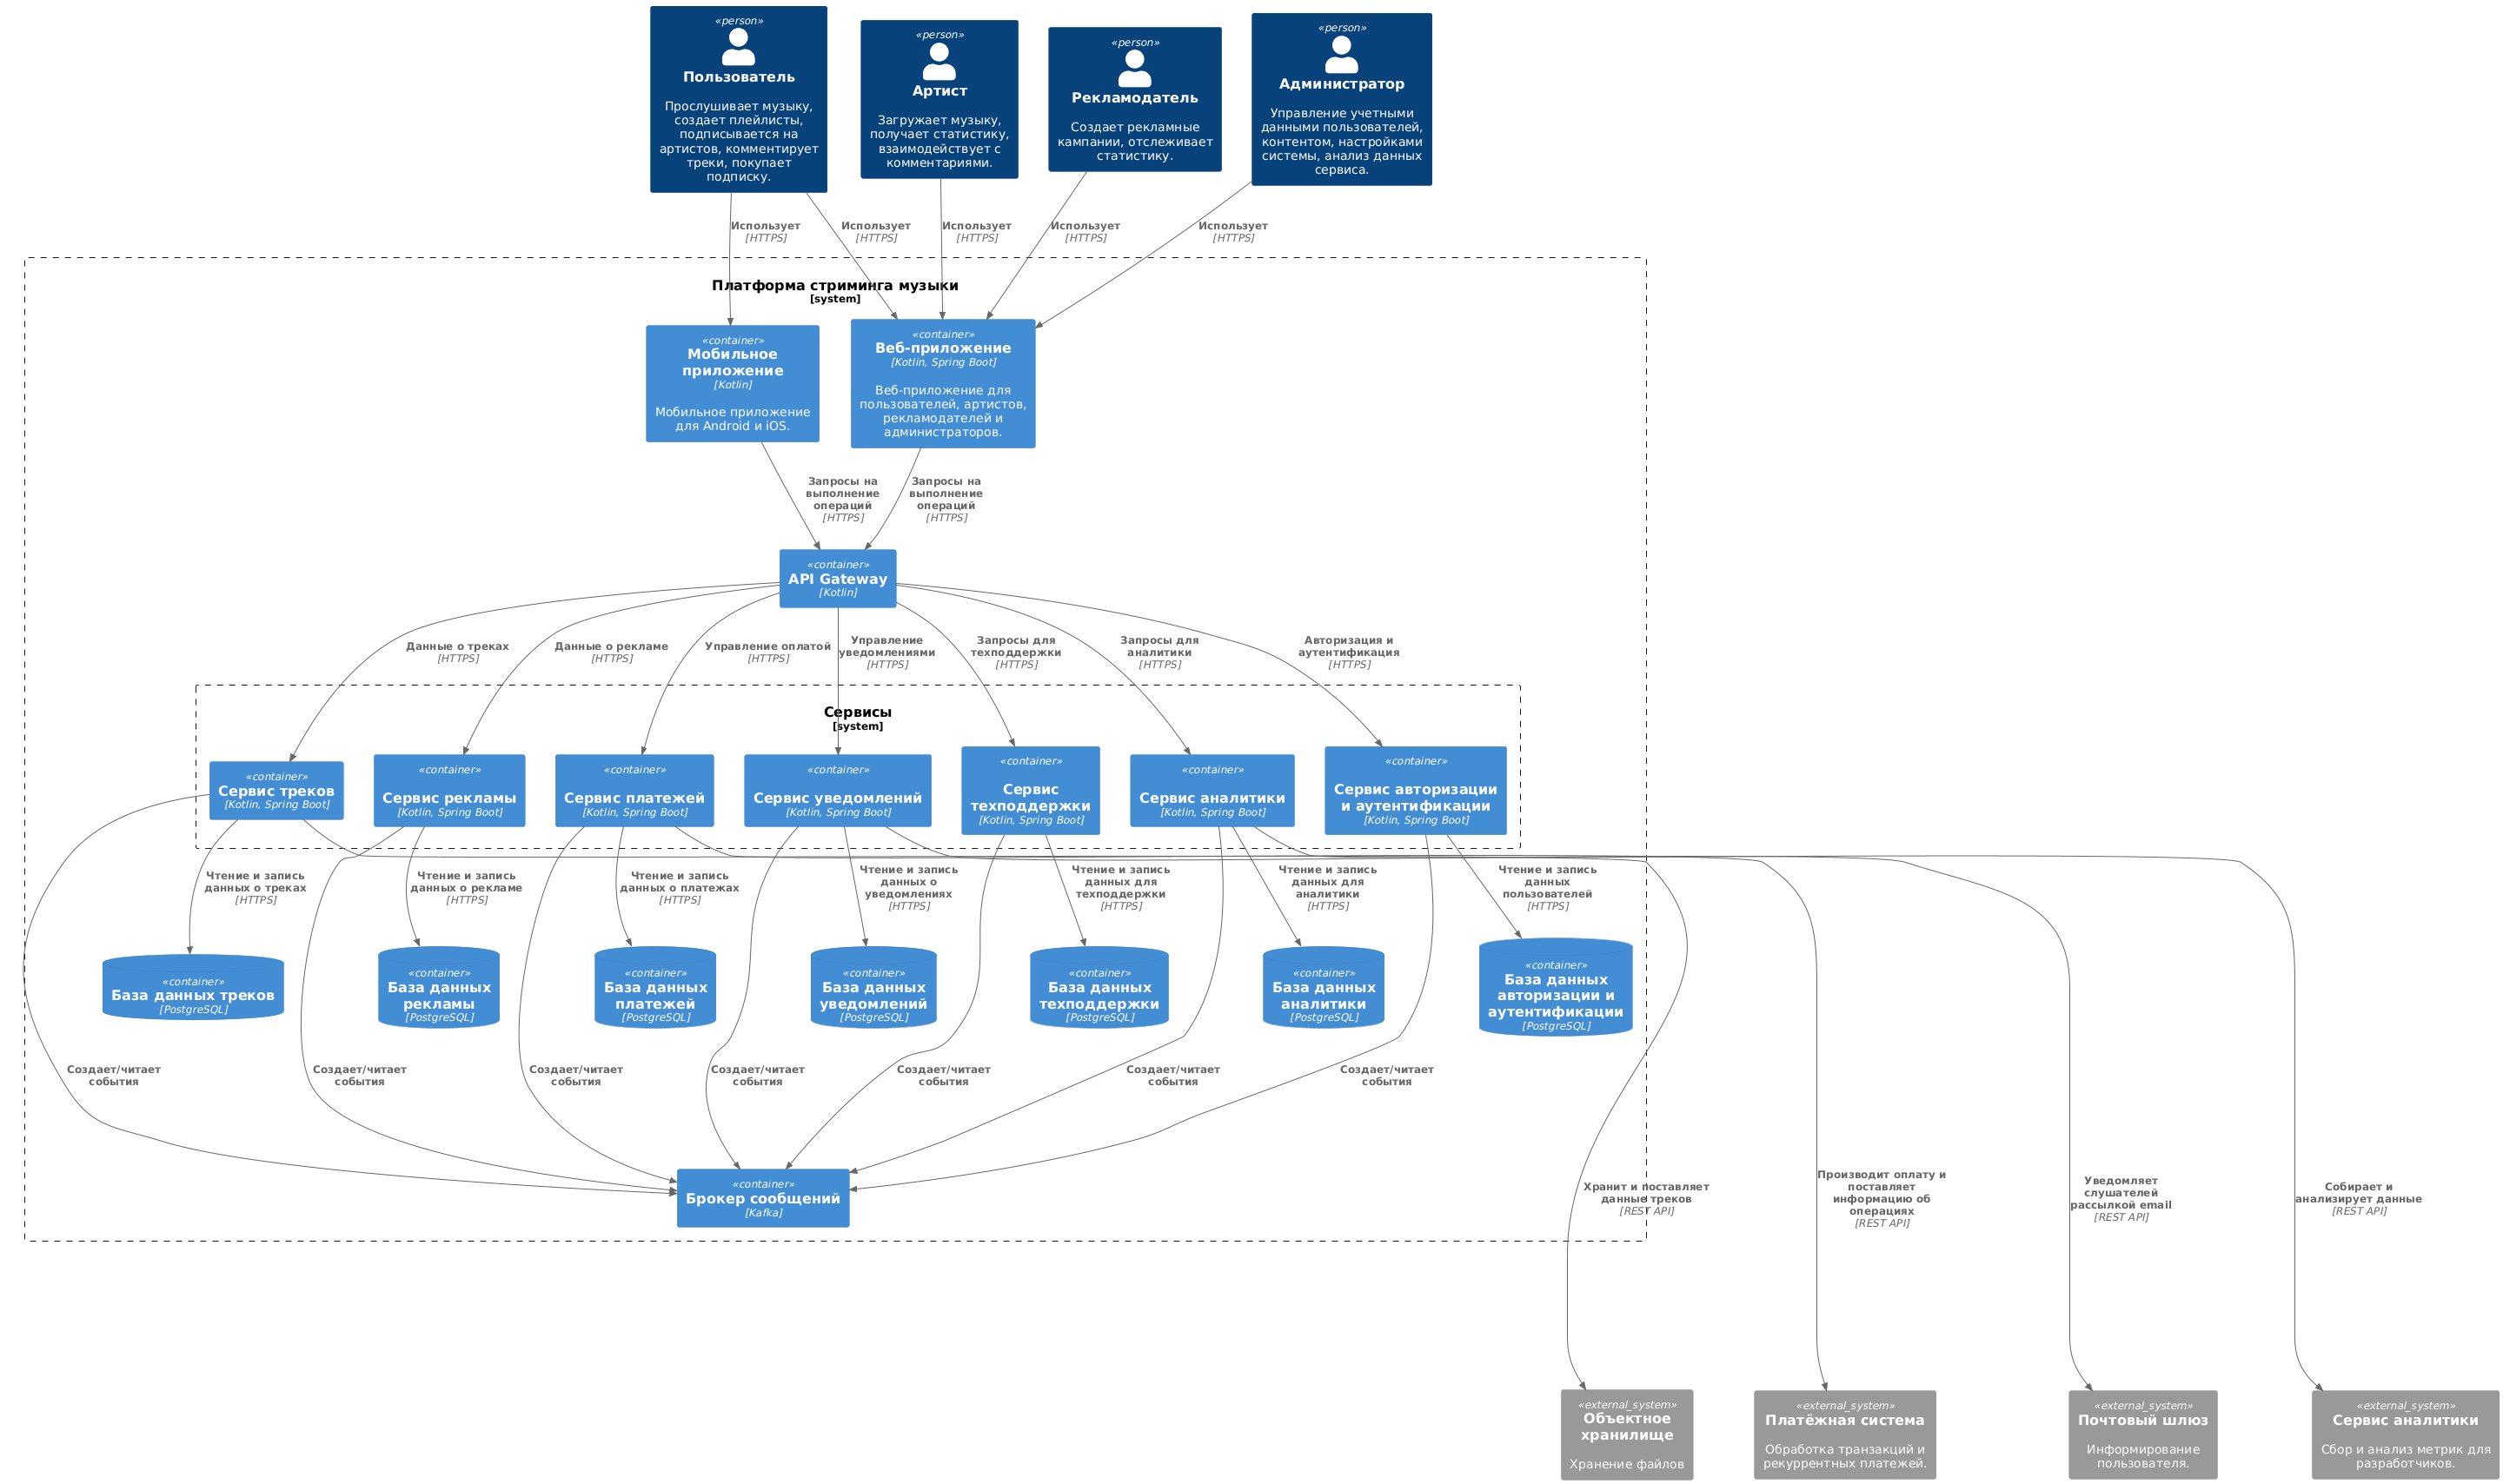 «person»
Пользователь
Прослушивает музыку,
создает плейлисты,
подписывается на
артистов, комментирует
треки, покупает
подписку.
«person»
Артист
Загружает музыку,
получает статистику,
взаимодействует с
комментариями.
«person»
Рекламодатель
Создает рекламные
кампании, отслеживает
статистику.
«person»
Администратор
Управление учетными
данными пользователей,
контентом, настройками
системы, анализ данных
сервиса.
Использует
[HTTPS]
Использует
[HTTPS]
Использует
[HTTPS]
Использует
[HTTPS]
Использует
[HTTPS]
Платформа стриминга музыки
[system]
«container»
Мобильное
приложение
[Kotlin]
Мобильное приложение
для Android и iOS.
«container»
Веб-приложение
[Kotlin, Spring Boot]
Веб-приложение для
пользователей, артистов,
рекламодателей и
администраторов.
Запросы на
выполнение
операций
[HTTPS]
Запросы на
выполнение
операций
[HTTPS]
«container»
API Gateway
[Kotlin]
Данные о треках
[HTTPS]
Данные о рекламе
[HTTPS]
Управление оплатой
[HTTPS]
Управление
уведомлениями
[HTTPS]
Запросы для
техподдержки
[HTTPS]
Запросы для
аналитики
[HTTPS]
Авторизация и
аутентификация
[HTTPS]
Сервисы
[system]
«container»
Сервис треков
[Kotlin, Spring Boot]
«container»
Сервис рекламы
[Kotlin, Spring Boot]
«container»
Сервис платежей
[Kotlin, Spring Boot]
«container»
Сервис уведомлений
[Kotlin, Spring Boot]
«container»
Сервис
техподдержки
[Kotlin, Spring Boot]
«container»
Сервис аналитики
[Kotlin, Spring Boot]
«container»
Сервис авторизации
и аутентификации
[Kotlin, Spring Boot]
Чтение и запись
данных о треках
[HTTPS]
Чтение и запись
данных о рекламе
[HTTPS]
Чтение и запись
данных о платежах
[HTTPS]
Чтение и запись
данных о
уведомлениях
[HTTPS]
Чтение и запись
данных для
техподдержки
[HTTPS]
Чтение и запись
данных для
аналитики
[HTTPS]
Чтение и запись
данных
пользователей
[HTTPS]
«container»
База данных треков
[PostgreSQL]
«container»
База данных
рекламы
[PostgreSQL]
«container»
База данных
платежей
[PostgreSQL]
«container»
База данных
уведомлений
[PostgreSQL]
«container»
База данных
техподдержки
[PostgreSQL]
«container»
База данных
аналитики
[PostgreSQL]
«container»
База данных
авторизации и
аутентификации
[PostgreSQL]
Создает/читает
события
Создает/читает
события
Создает/читает
события
Создает/читает
события
Создает/читает
события
Создает/читает
события
Создает/читает
события
«container»
Брокер сообщений
[Kafka]
Хранит и поставляет
данные треков
[REST API]
Производит оплату и
поставляет
информацию об
операциях
[REST API]
Уведомляет
слушателей
рассылкой email
[REST API]
Собирает и
анализирует данные
[REST API]
«external_system»
Объектное
хранилище
Хранение файлов
«external_system»
Платёжная система
Обработка транзакций и
рекуррентных платежей.
«external_system»
Почтовый шлюз
Информирование
пользователя.
«external_system»
Сервис аналитики
Сбор и анализ метрик для
разработчиков.